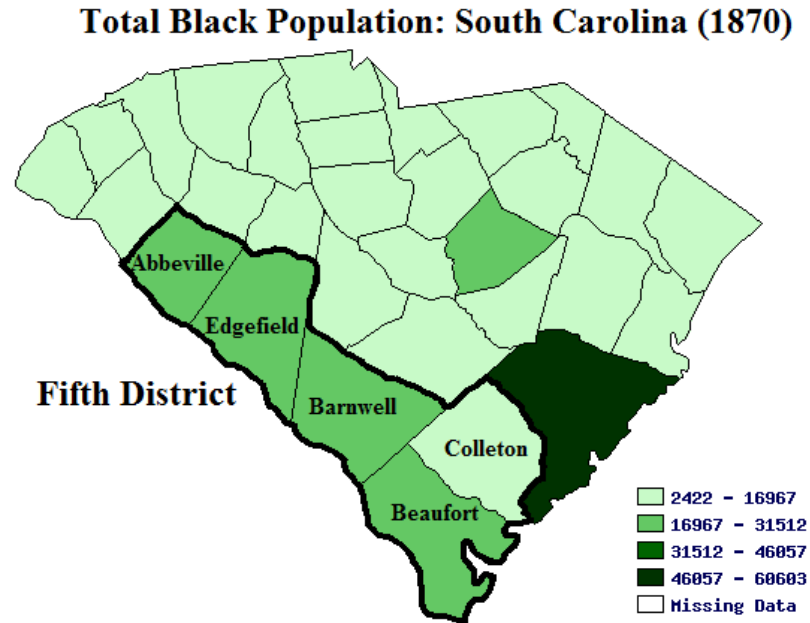 Total Black Population: South Carolina (1870)
Abbeville
Edgefield
Fifth District
Barnwell
Colleton
Beaufort
2422 - 16967
16967 - 31512
31512 - 46057
46057 - 60603
Missing Data